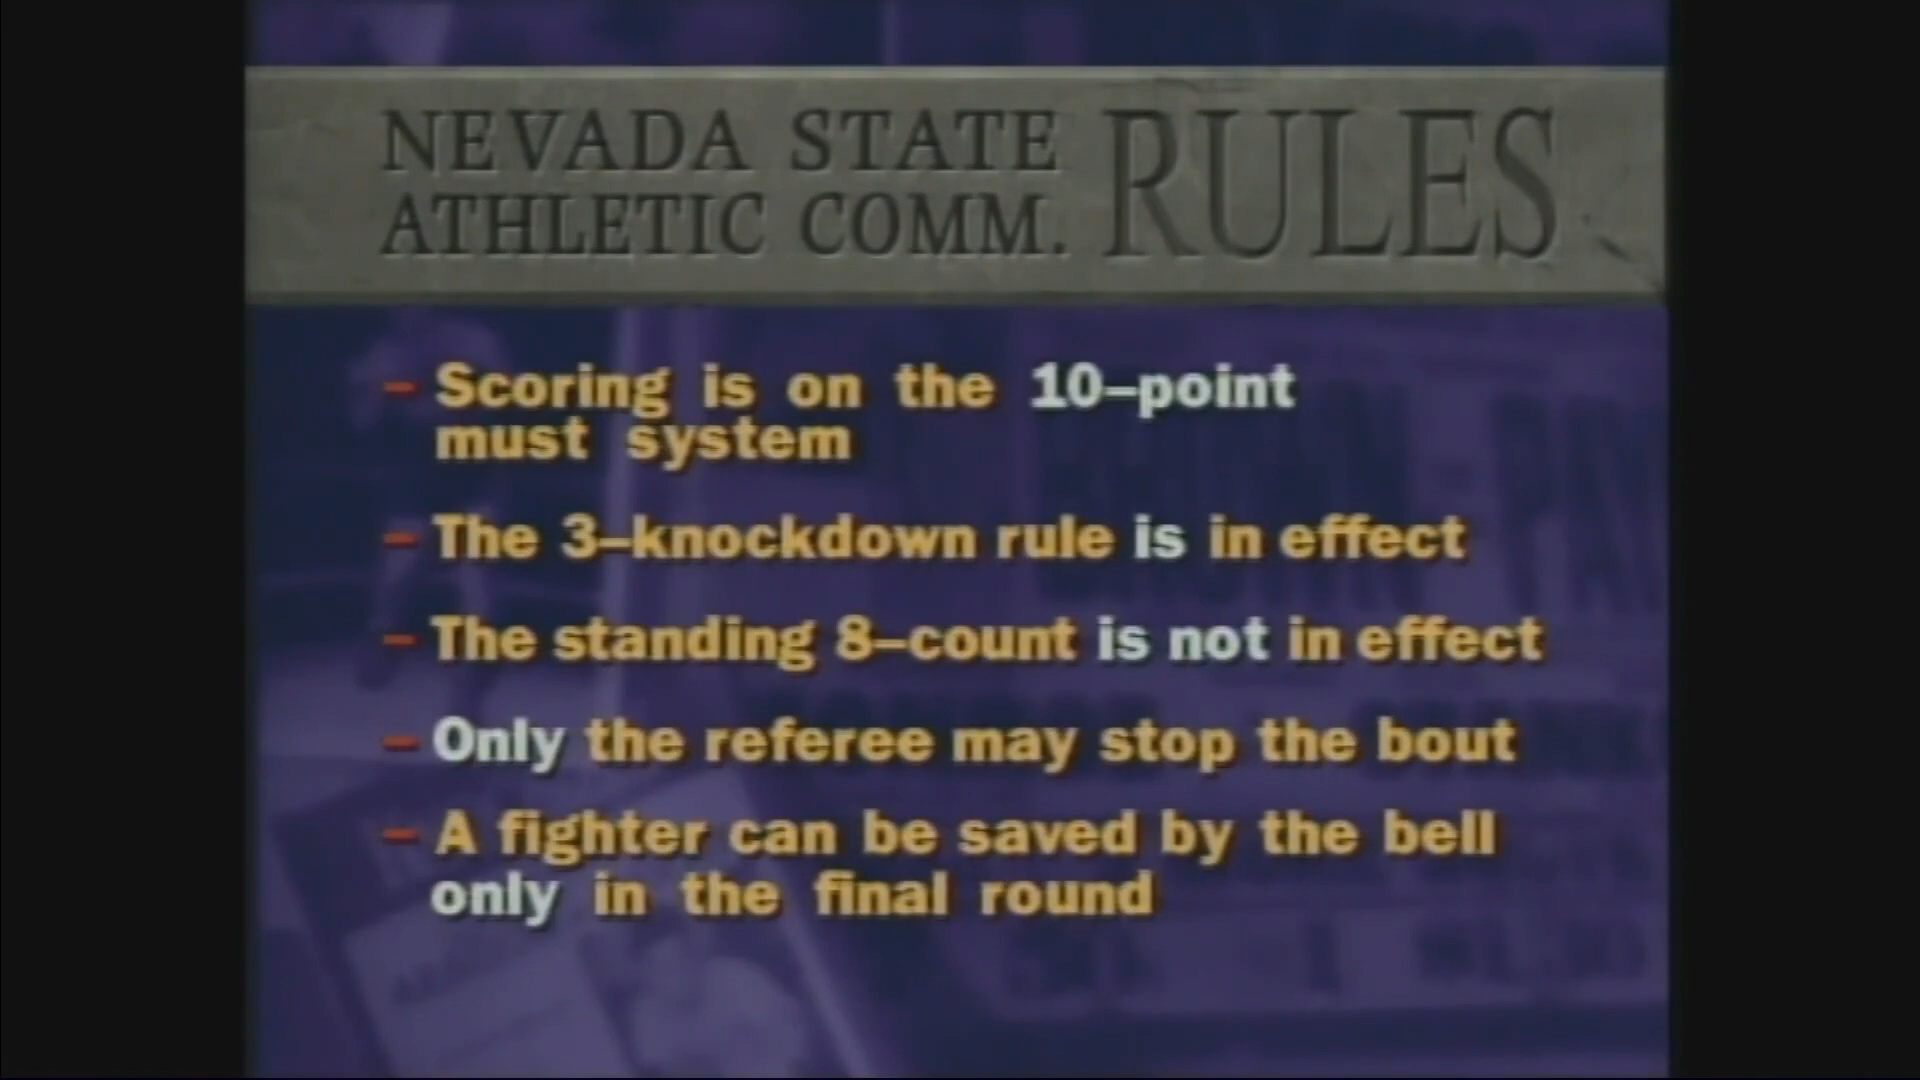 NEVADA STATE
ATHLETIC COMM. RULES
– Scoring is on the 10–point
must system
– The 3–knockdown rule is in effect
– The standing 8–count is not in effect
– Only the referee may stop the bout
– A fighter can be saved by the bell
only in the final round